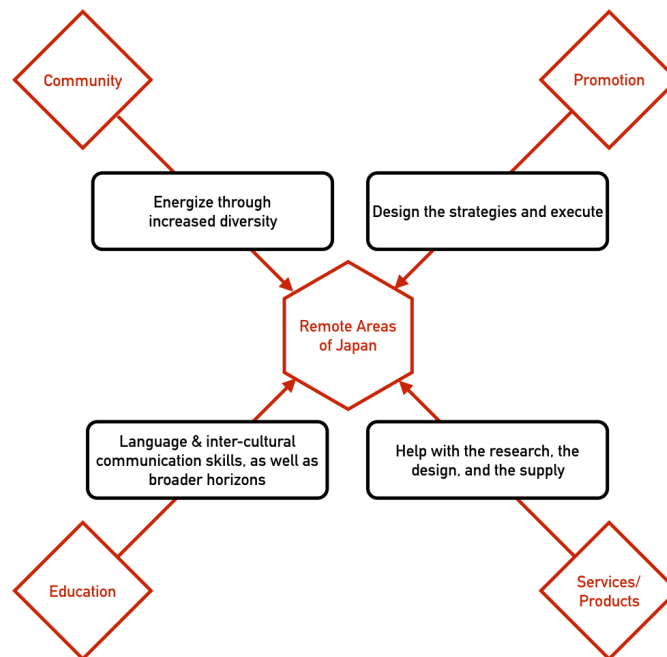 Community
Promotion
Energize through
increased diversity
Design the strategies and execute
Remote Areas
of Japan
Language & inter-cultural
communication skills, as well as
broader horizons
Help with the research, the
design, and the supply
Education
Services/
Products